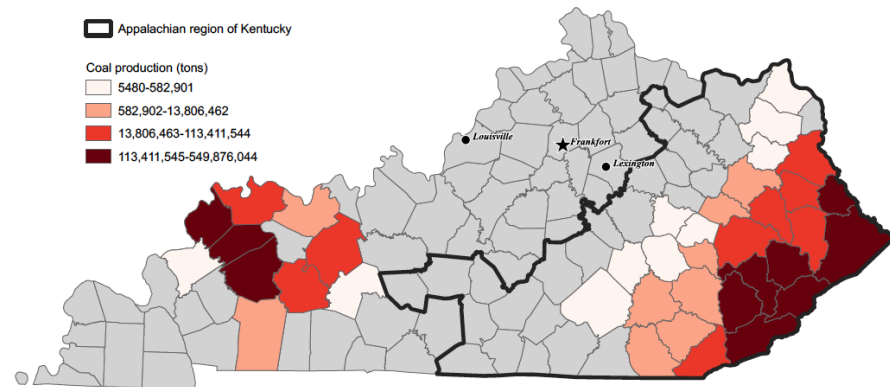 Appalachian region of Kentucky
Coal production (tons)
5480-582,901
582,902-13,806,462
13,806,463-113,411,544
113,411,545-549,876,044
Louisville
Frankfort
Lexington